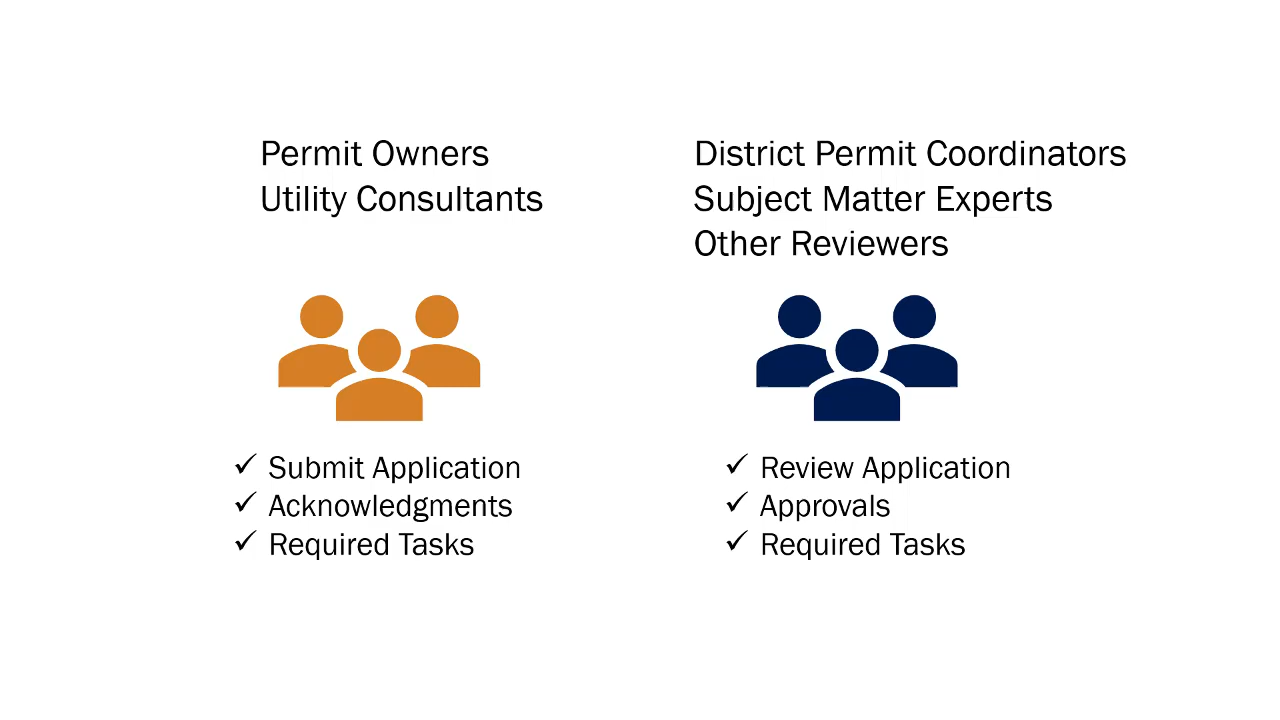 Permit Owners
Utility Consultants
District Permit Coordinators
Subject Matter Experts
Other Reviewers
✓ Submit Application
✓ Acknowledgments
✓ Required Tasks
✓ Review Application
✓ Approvals
✓ Required Tasks